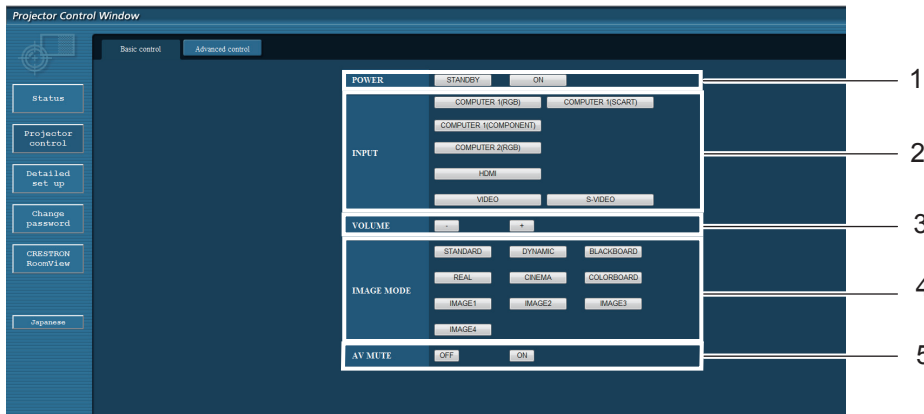 Projector Control Window
Basic control
Advanced control
Status
Projector
control
Detailed
set up
Change
password
CRESTRON
RoomView
Japanese
POWER STANDBY ON
1
COMPUTER 1(RGB) COMPUTER 1(SCART)
COMPUTER 1(COMPONENT)
INPUT COMPUTER 2(RGB)
2
HDMI
VIDEO S-VIDEO
VOLUME - +
3
STANDARD DYNAMIC BLACKBOARD
REAL CINEMA COLORBOARD
IMAGE MODE
4
IMAGE1 IMAGE2 IMAGE3
IMAGE4
AV MUTE OFF ON
5